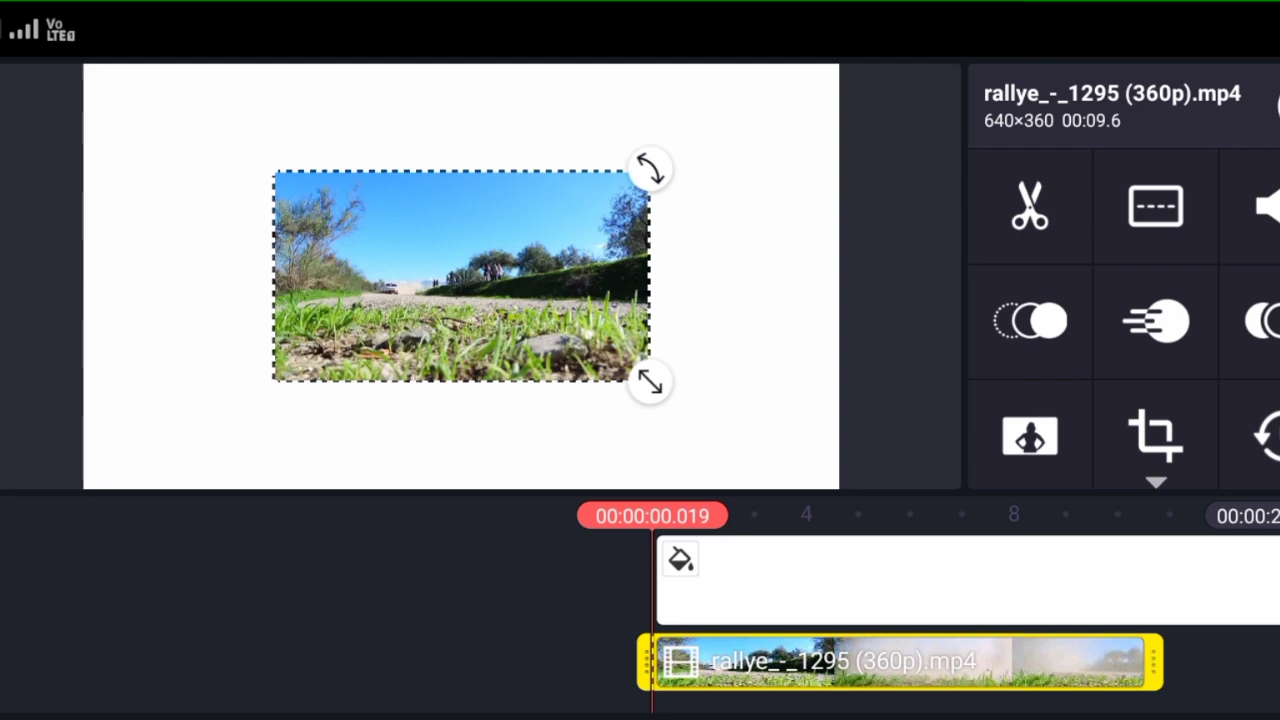 Vo
LTE
rallye_-_1295 (360p).mp4
640×360 00:09.6
00:00:00.019
4
8
00:00:2
rallye_-_1295 (360p).mp4